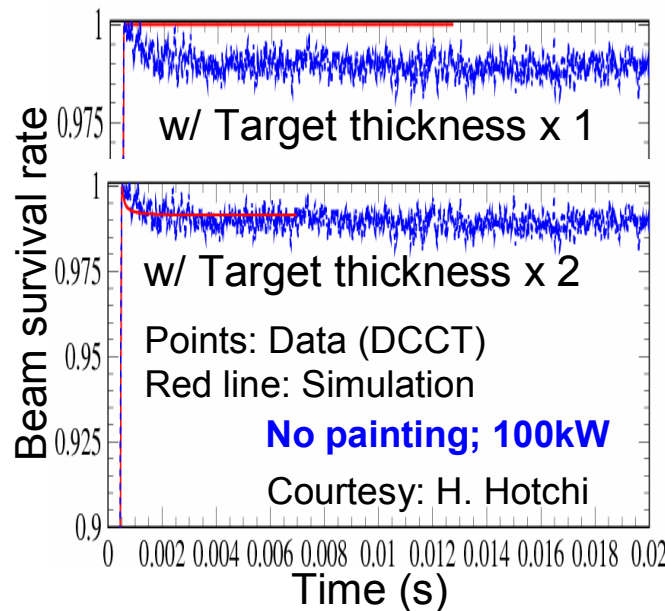 1
0.975
w/ Target thickness x 1
Beam survival rate
1
0.975
w/ Target thickness x 2
0.95
Points: Data (DCCT)
Red line: Simulation
0.925
No painting; 100kW
Courtesy: H. Hotchi
0.9
0 0.002 0.004 0.006 0.008 0.01 0.012 0.014 0.016 0.018 0.02
Time (s)